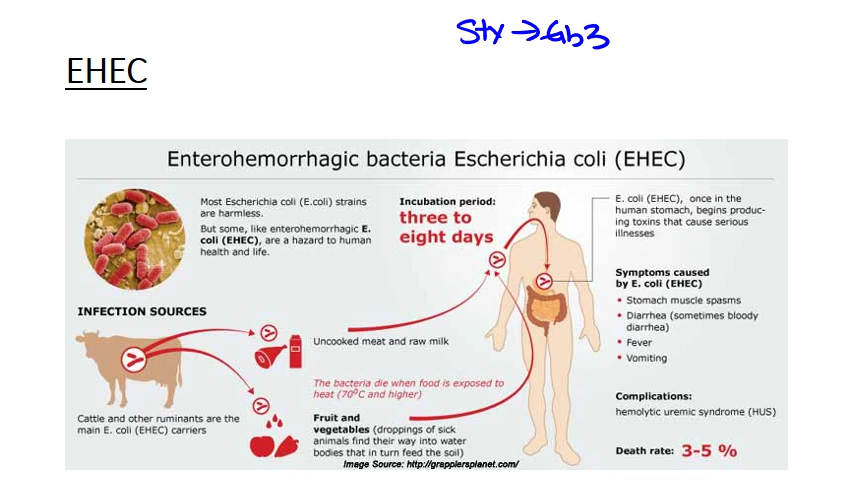 Stx → Gb3
EHEC
Enterohemorrhagic bacteria Escherichia coli (EHEC)
Most Escherichia coli (E.coli) strains
are harmless.
But some, like enterohemorrhagic E.
coli (EHEC), are a hazard to human
health and life.
Incubation period:
three to
eight days
E. coli (EHEC), once in the
human stomach, begins produc-
ing toxins that cause serious
illnesses
Symptoms caused
by E. coli (EHEC)
• Stomach muscle spasms
• Diarrhea (sometimes bloody
diarrhea)
• Fever
• Vomiting
INFECTION SOURCES
Uncooked meat and raw milk
The bacteria die when food is exposed to
heat (70⁰C and higher)
Cattle and other ruminants are the
main E. coli (EHEC) carriers
Fruit and
vegetables (droppings of sick
animals find their way into water
bodies that in turn feed the soil)
Complications:
hemolytic uremic syndrome (HUS)
Death rate: 3-5 %
Image Source: http://grapplersplanet.com/